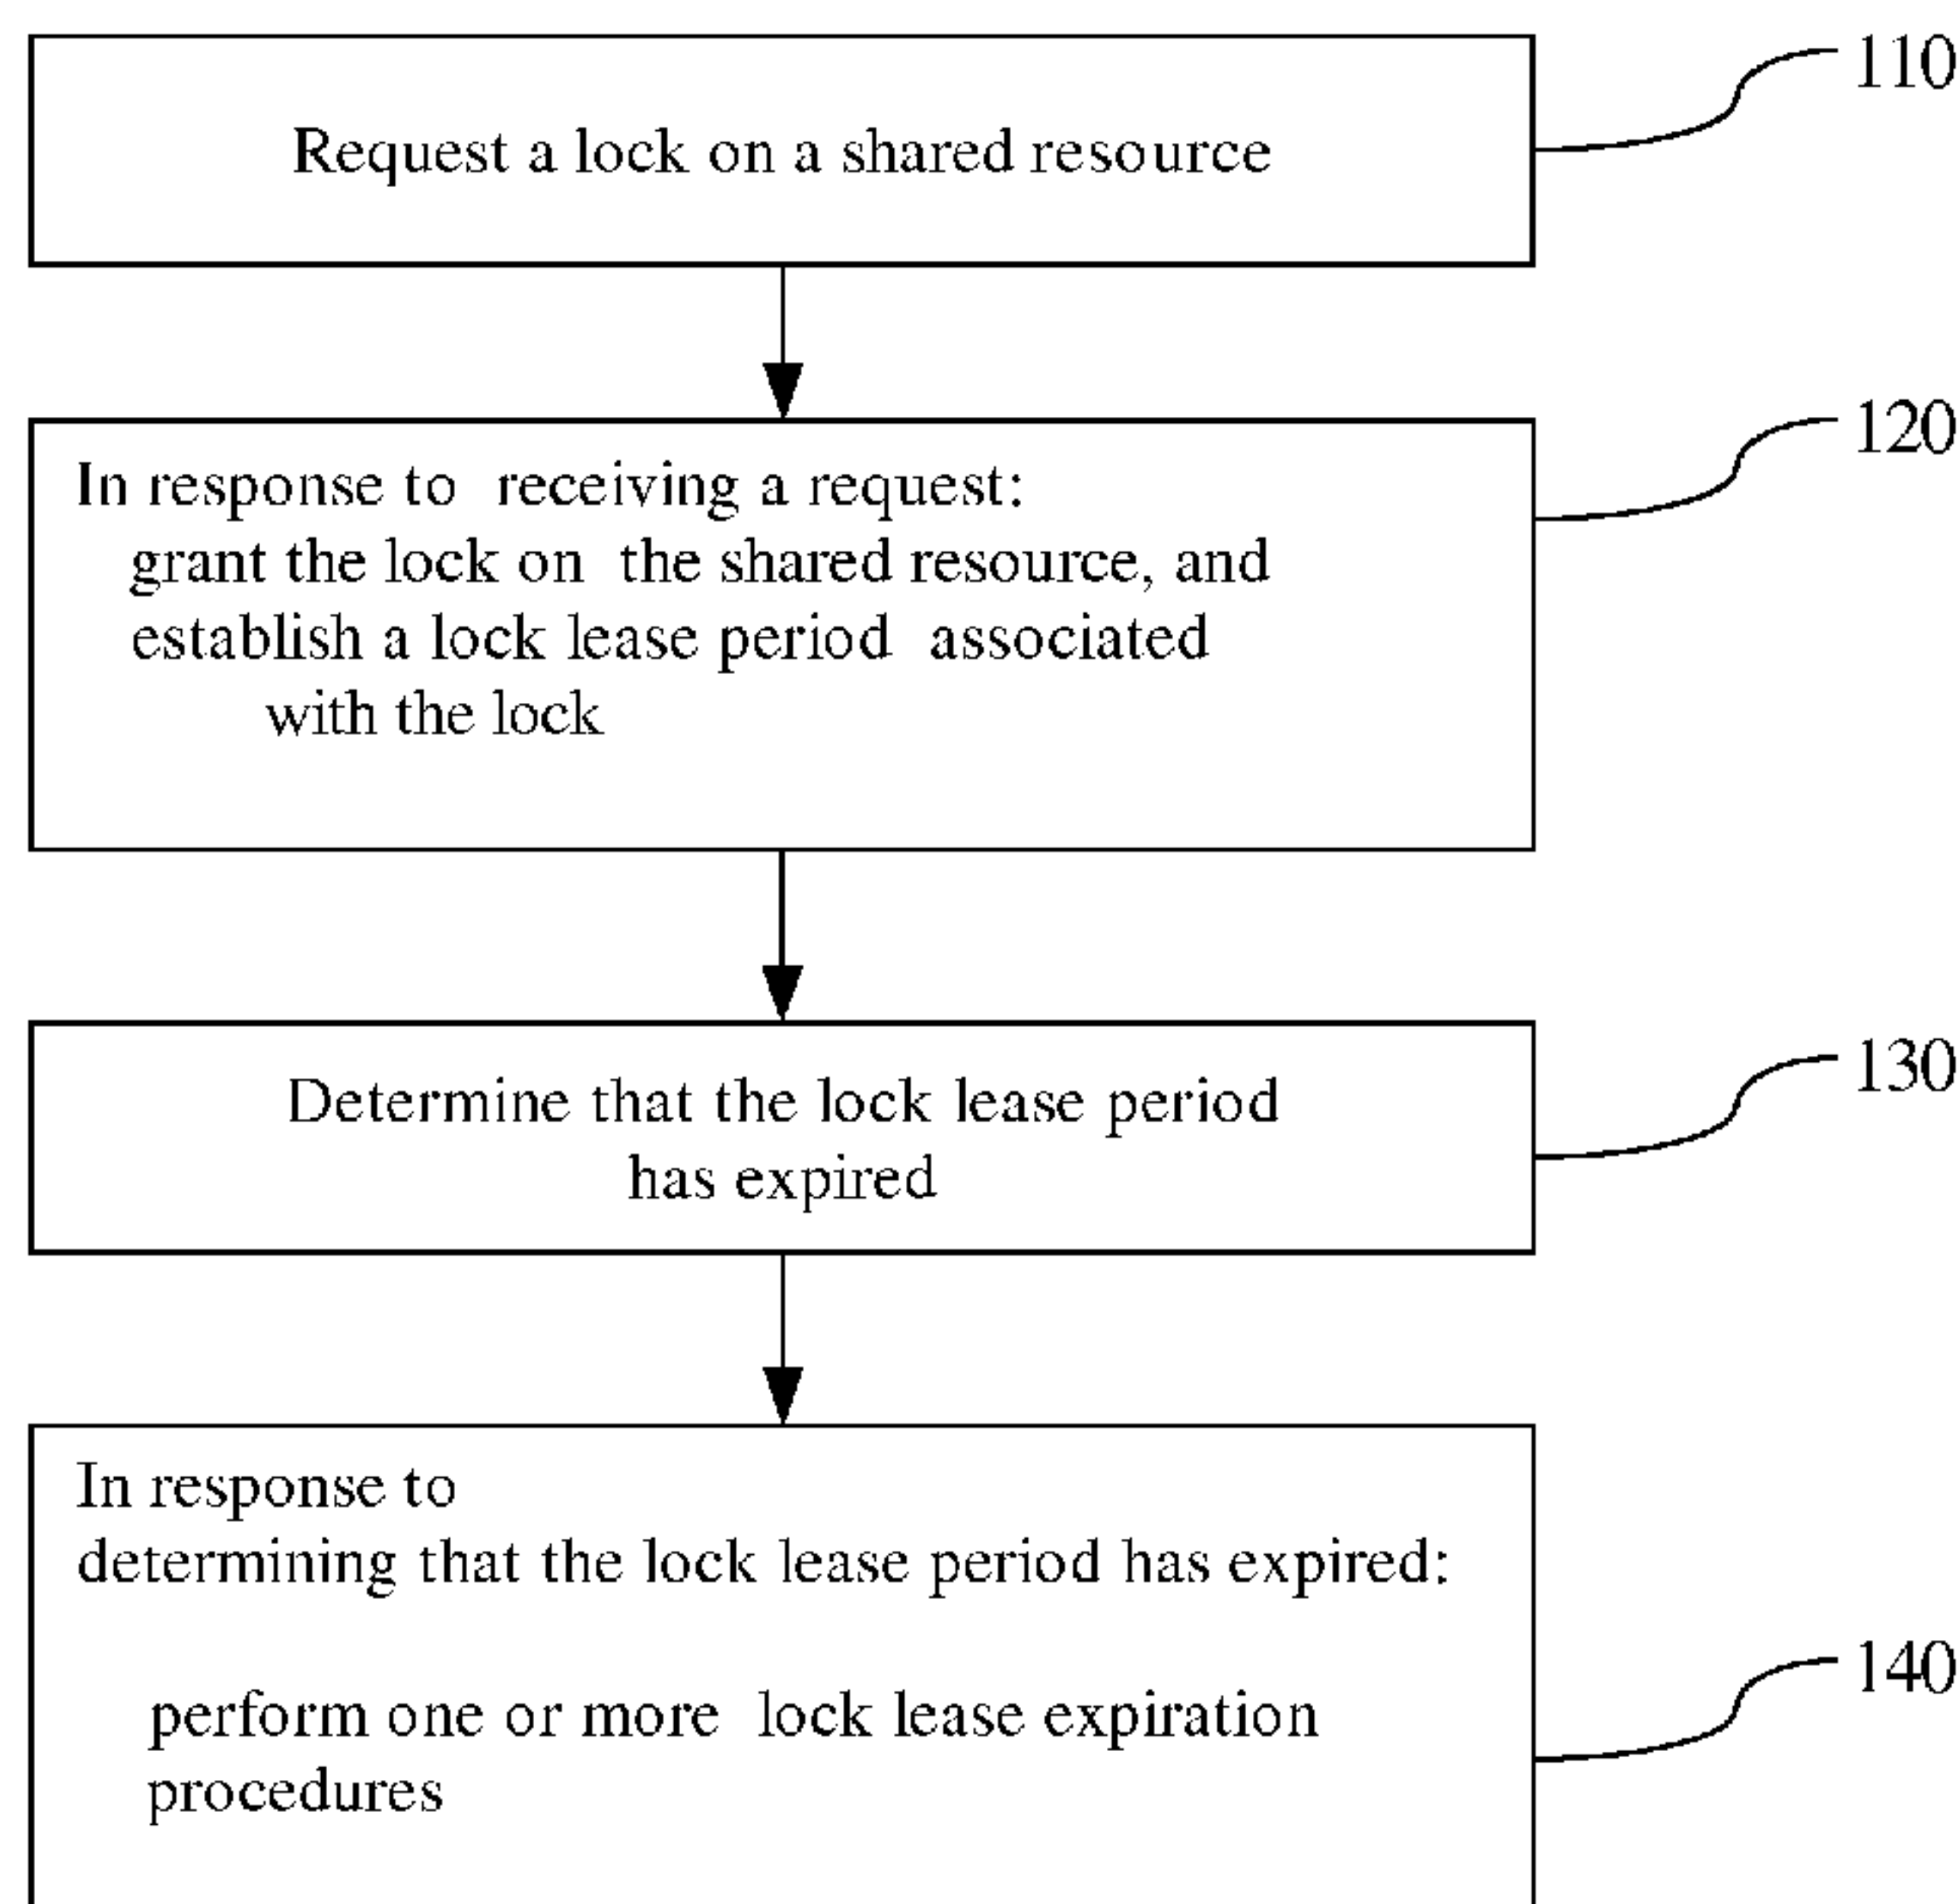 110
Request a lock on a shared resource
120
In response to receiving a request:
grant the lock on the shared resource, and
establish a lock lease period associated
with the lock
130
Determine that the lock lease period
has expired
In response to
determining that the lock lease period has expired:
140
perform one or more lock lease expiration
procedures